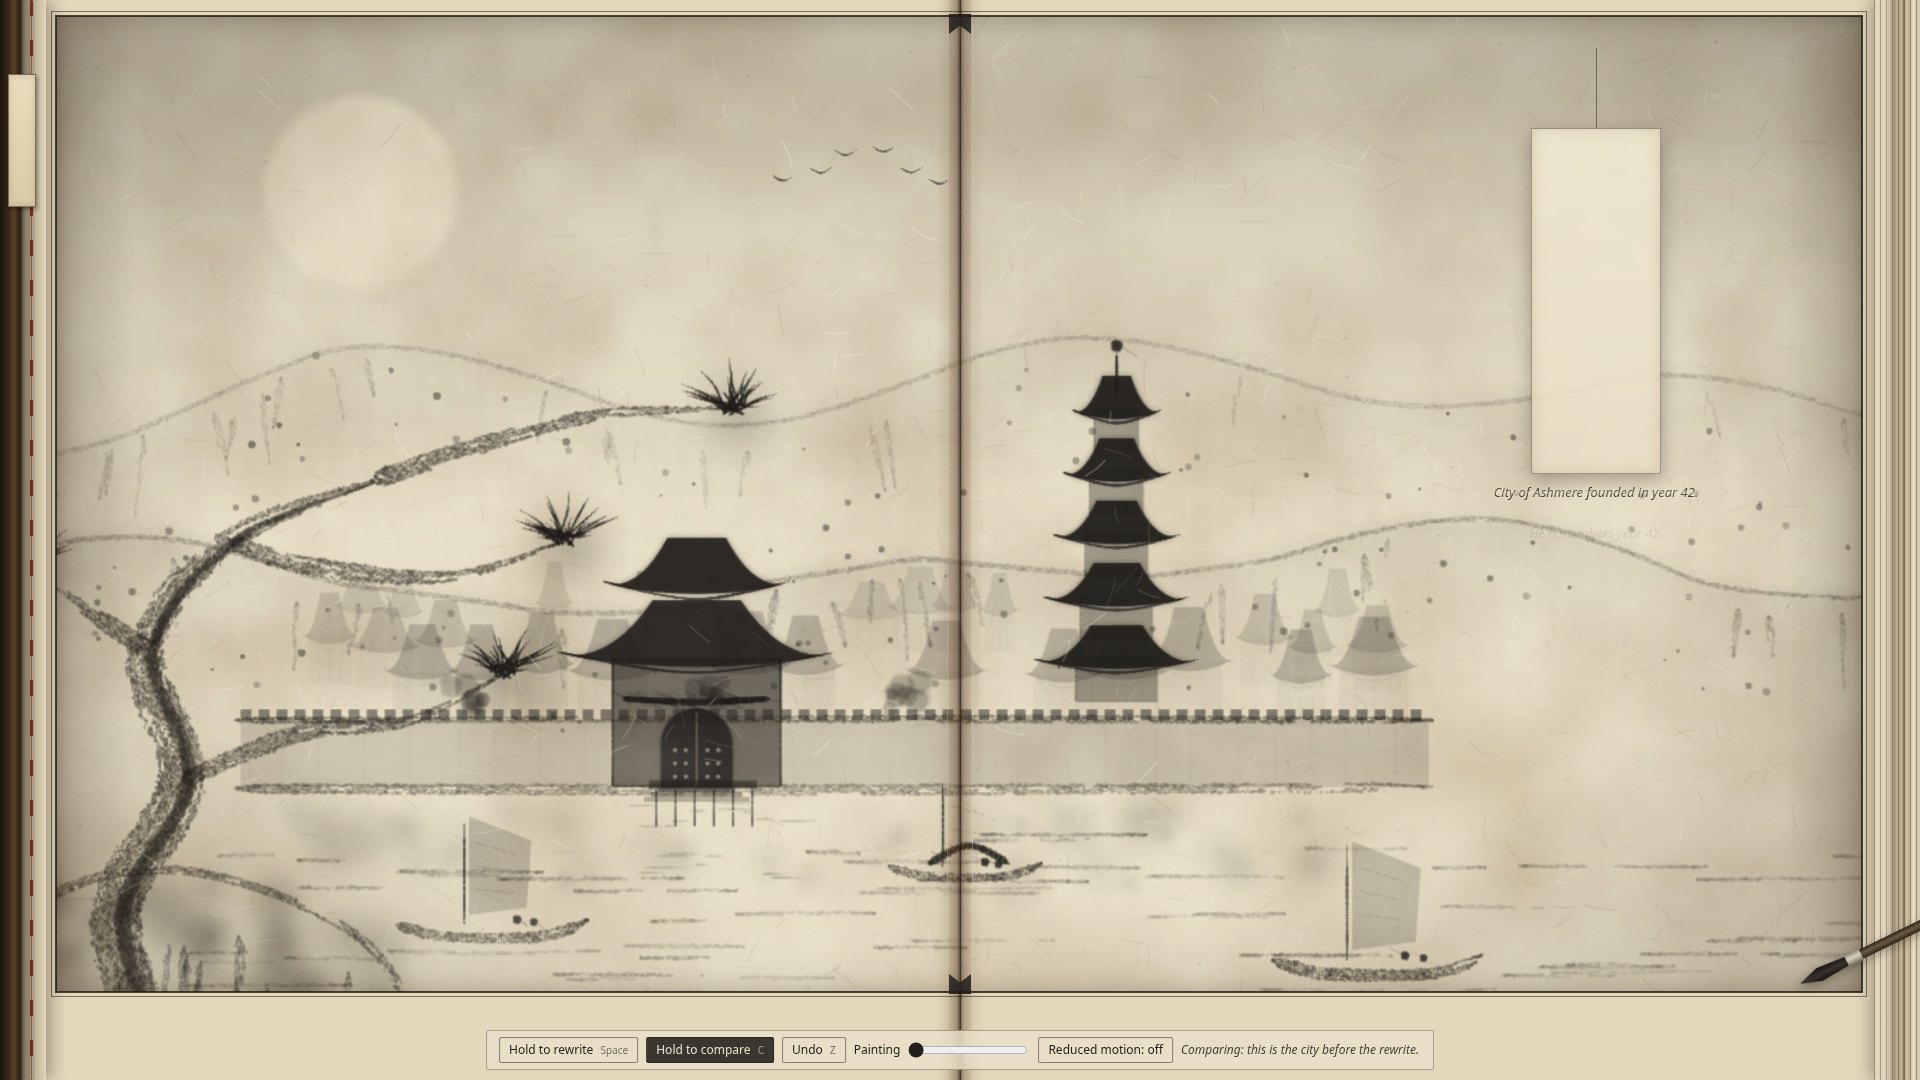 City of Ashmere founded in year 42.
He remembers year 42.
Hold to rewrite Space
Hold to compare C
Undo Z
Painting
Reduced motion: off
Comparing: this is the city before the rewrite.